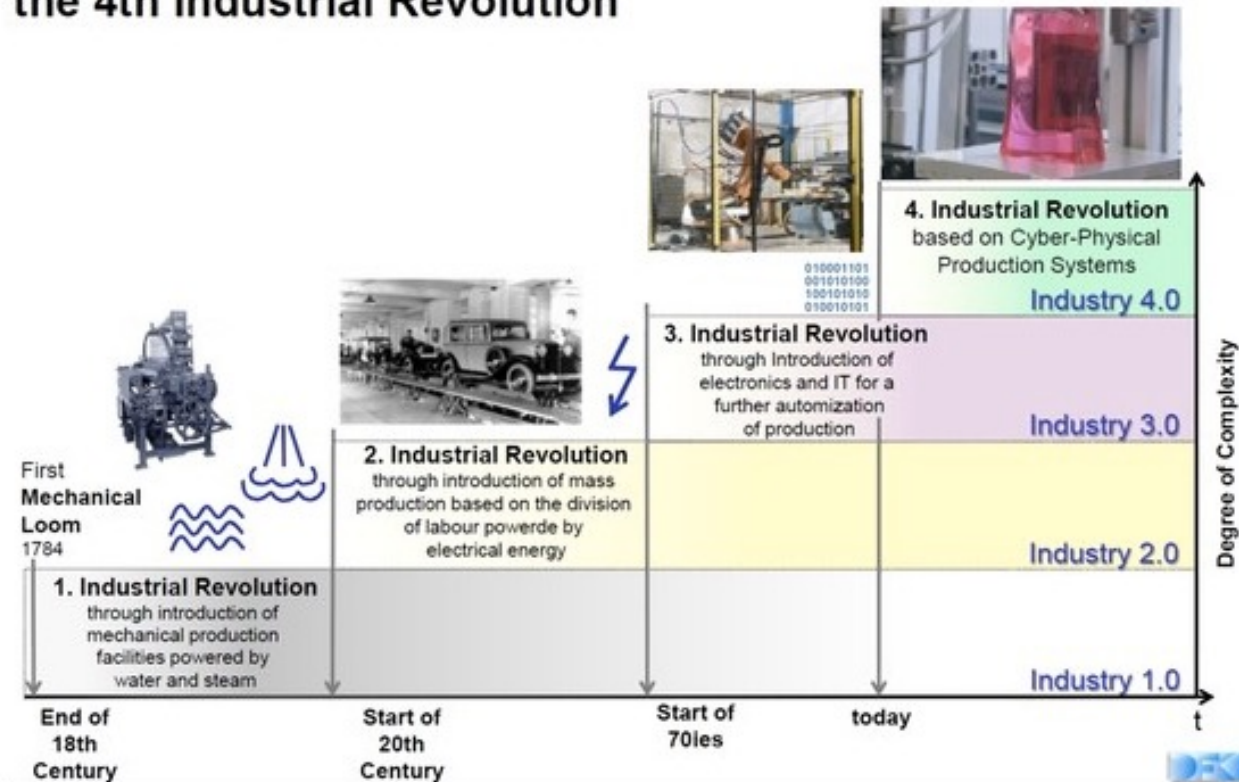 the 4th Industrial Revolution
4. Industrial Revolution
based on Cyber-Physical
Production Systems
Industry 4.0
010001101
001010100
100101010
010010101
3. Industrial Revolution
through Introduction of
electronics and IT for a
further automization
of production
Industry 3.0
2. Industrial Revolution
through introduction of mass
production based on the division
of labour powerde by
electrical energy
Industry 2.0
First
Mechanical
Loom
1784
1. Industrial Revolution
through introduction of
mechanical production
facilities powered by
water and steam
Industry 1.0
Degree of Complexity
End of
18th
Century
Start of
20th
Century
Start of
70ies
today
t